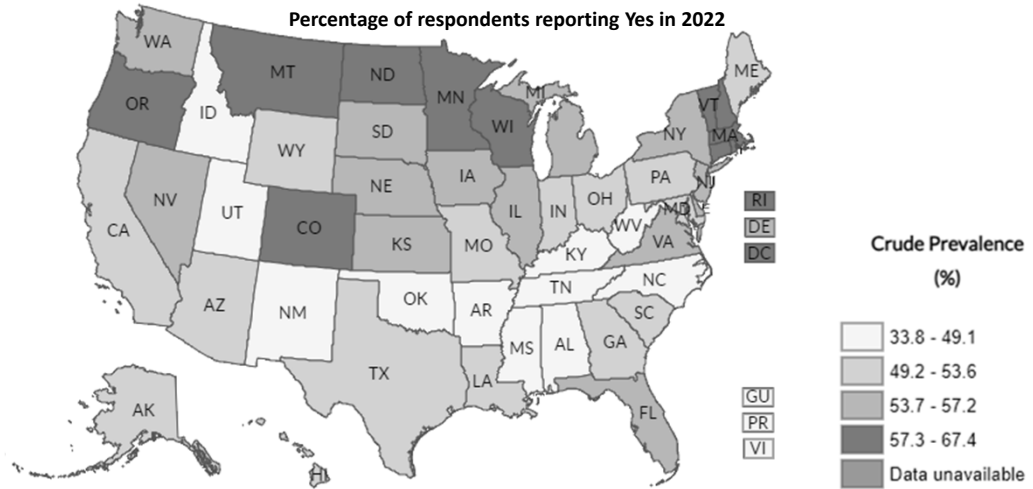 Percentage of respondents reporting Yes in 2022
WA
MT
ND
MN
MI
ME
VT
OR
ID
WI
MA
SD
NY
WY
IA
PA
NJ
NE
OH
NV
IL
IN
MD
E
RI
UT
CO
WV
DE
CA
KS
MO
VA
DC
KY
Crude Prevalence
(%)
NC
TN
AZ
OK
AR
SC
NM
33.8 - 49.1
GA
MS
AL
49.2 - 53.6
TX
LA
GU
53.7 - 57.2
AK
FL
PR
57.3 - 67.4
VI
HI
Data unavailable